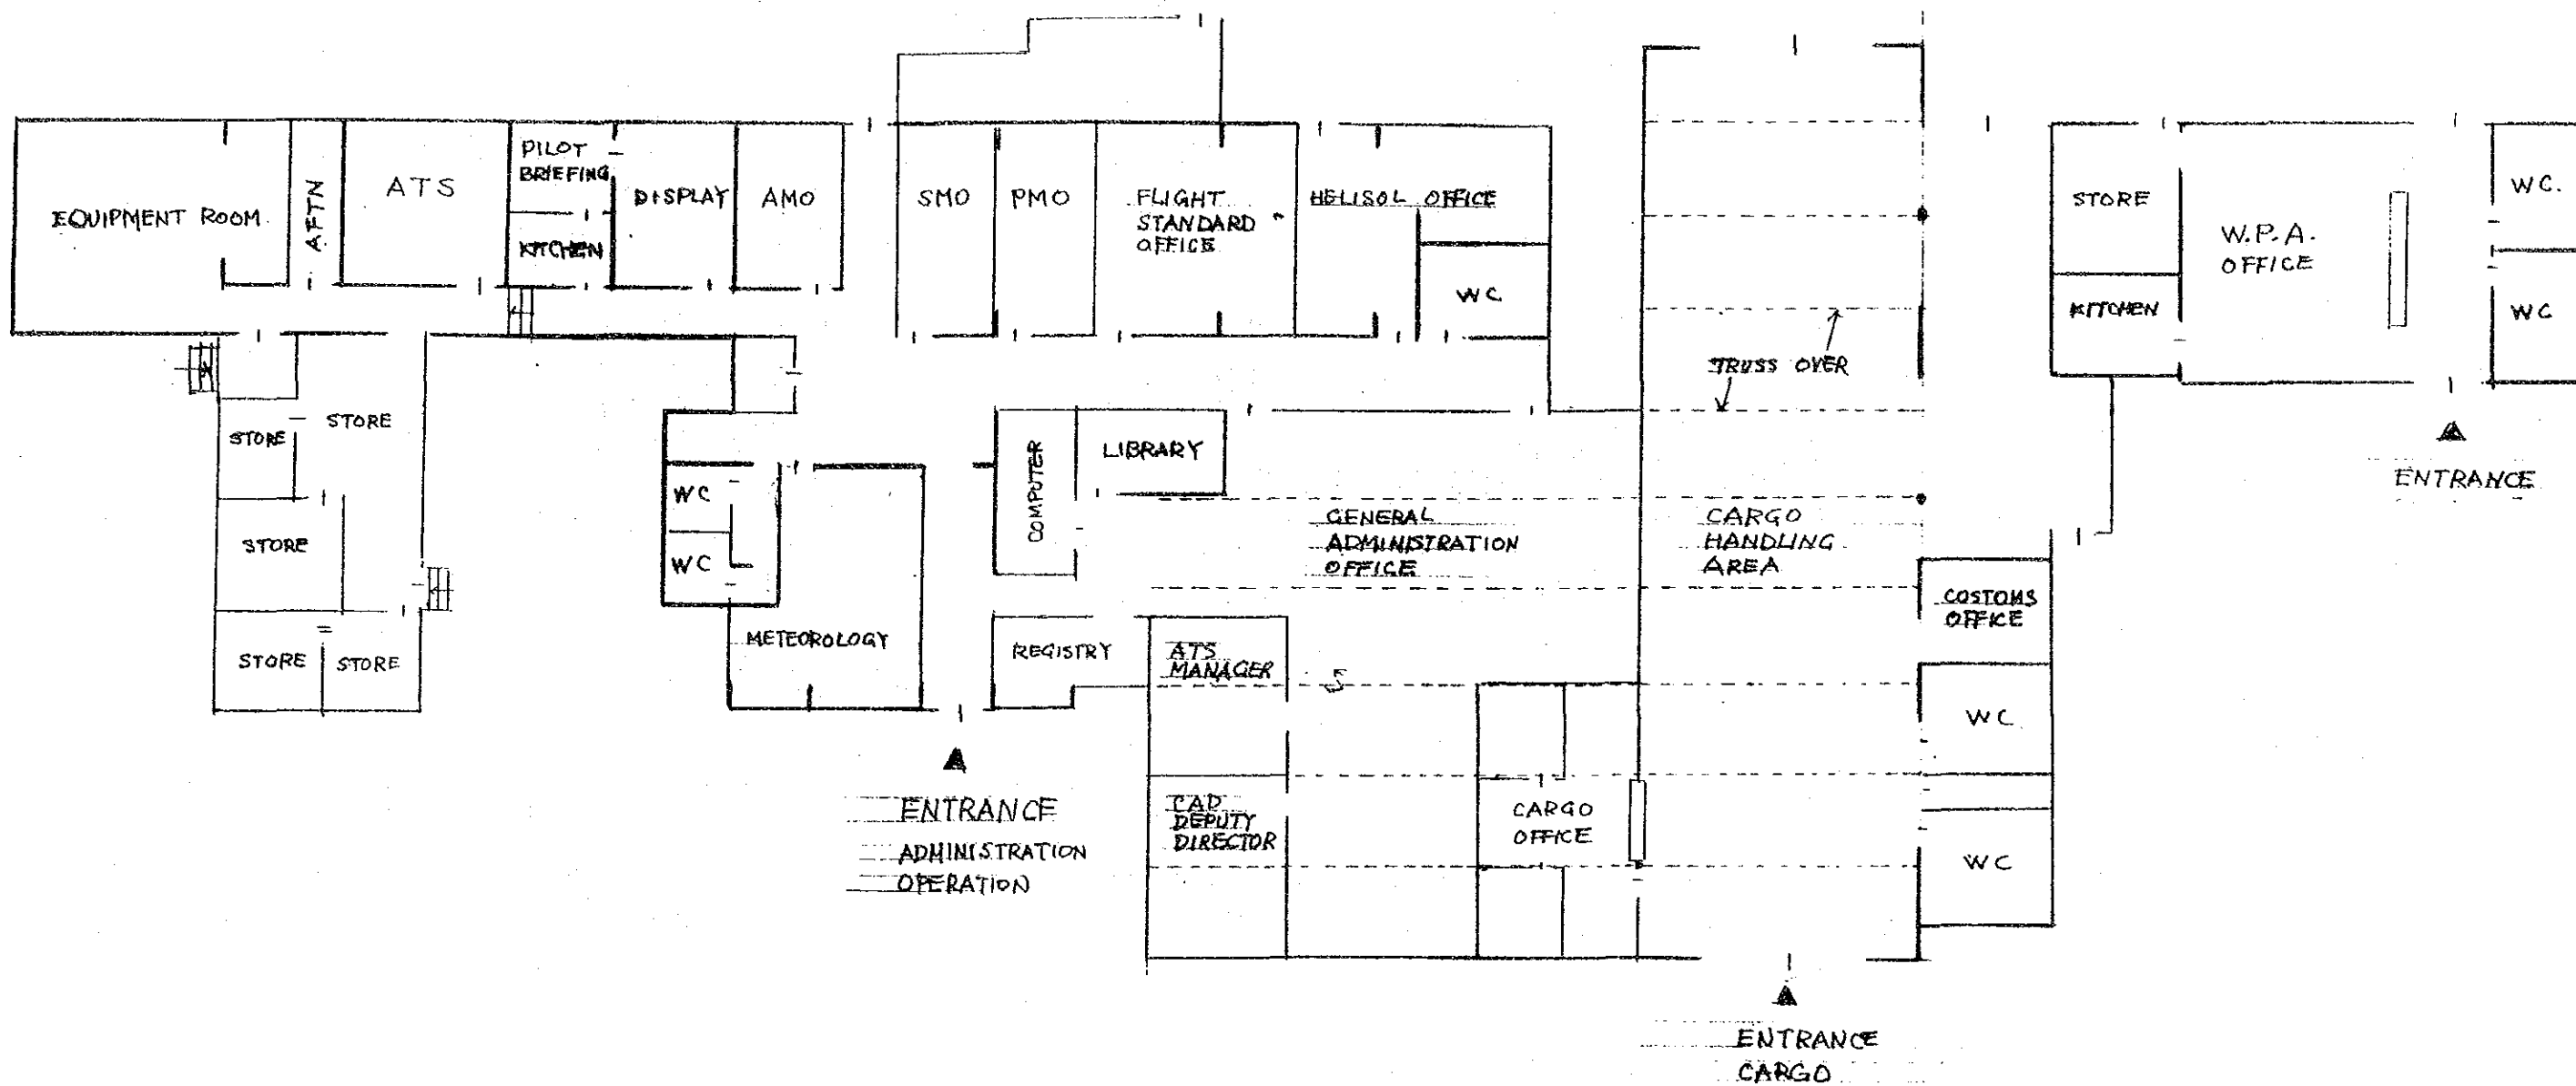 EQUIPMENT ROOM
AFTN
ATS
PILOT
BRIEFING
KITCHEN
DISPLAY
AMO
SMO
PMO
FLIGHT
STANDARD
OFFICE
HELISOL OFFICE
WC
STORE
KITCHEN
W.P.A.
OFFICE
WC.
WC
ENTRANCE
TRUSS OVER
STORE
STORE
STORE
STORE
STORE
WC
WC
METEOROLOGY
COMPUTER
LIBRARY
REGISTRY
GENERAL
ADMINISTRATION
OFFICE
CARGO
HANDLING
AREA
COSTOMS
OFFICE
WC
WC
ATS
MANAGER
CAD
DEPUTY
DIRECTOR
CARGO
OFFICE
ENTRANCE
ADMINISTRATION
OPERATION
ENTRANCE
CARGO